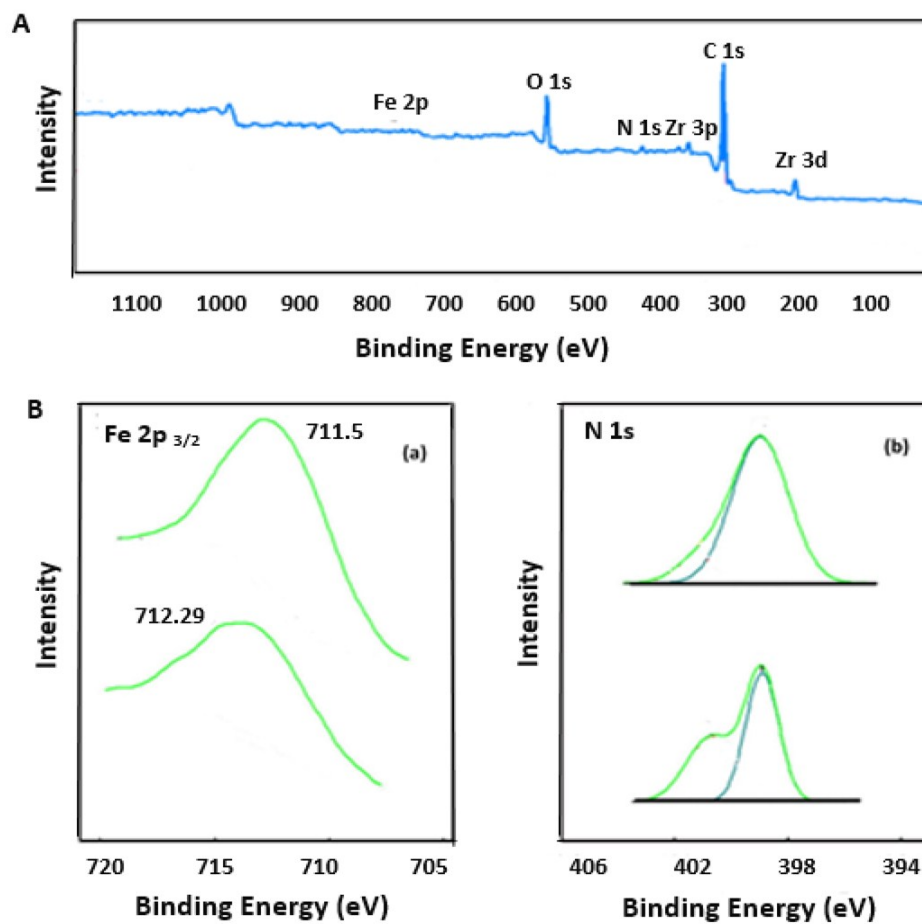 A
Intensity
Fe 2p
O 1s
N 1s Zr 3p
C 1s
Zr 3d
1100 1000 900 800 700 600 500 400 300 200 100
Binding Energy (eV)
B
Fe 2p 3/2
711.5
(a)
712.29
Intensity
720 715 710 705
Binding Energy (eV)
N 1s
(b)
Intensity
406 402 398 394
Binding Energy (eV)